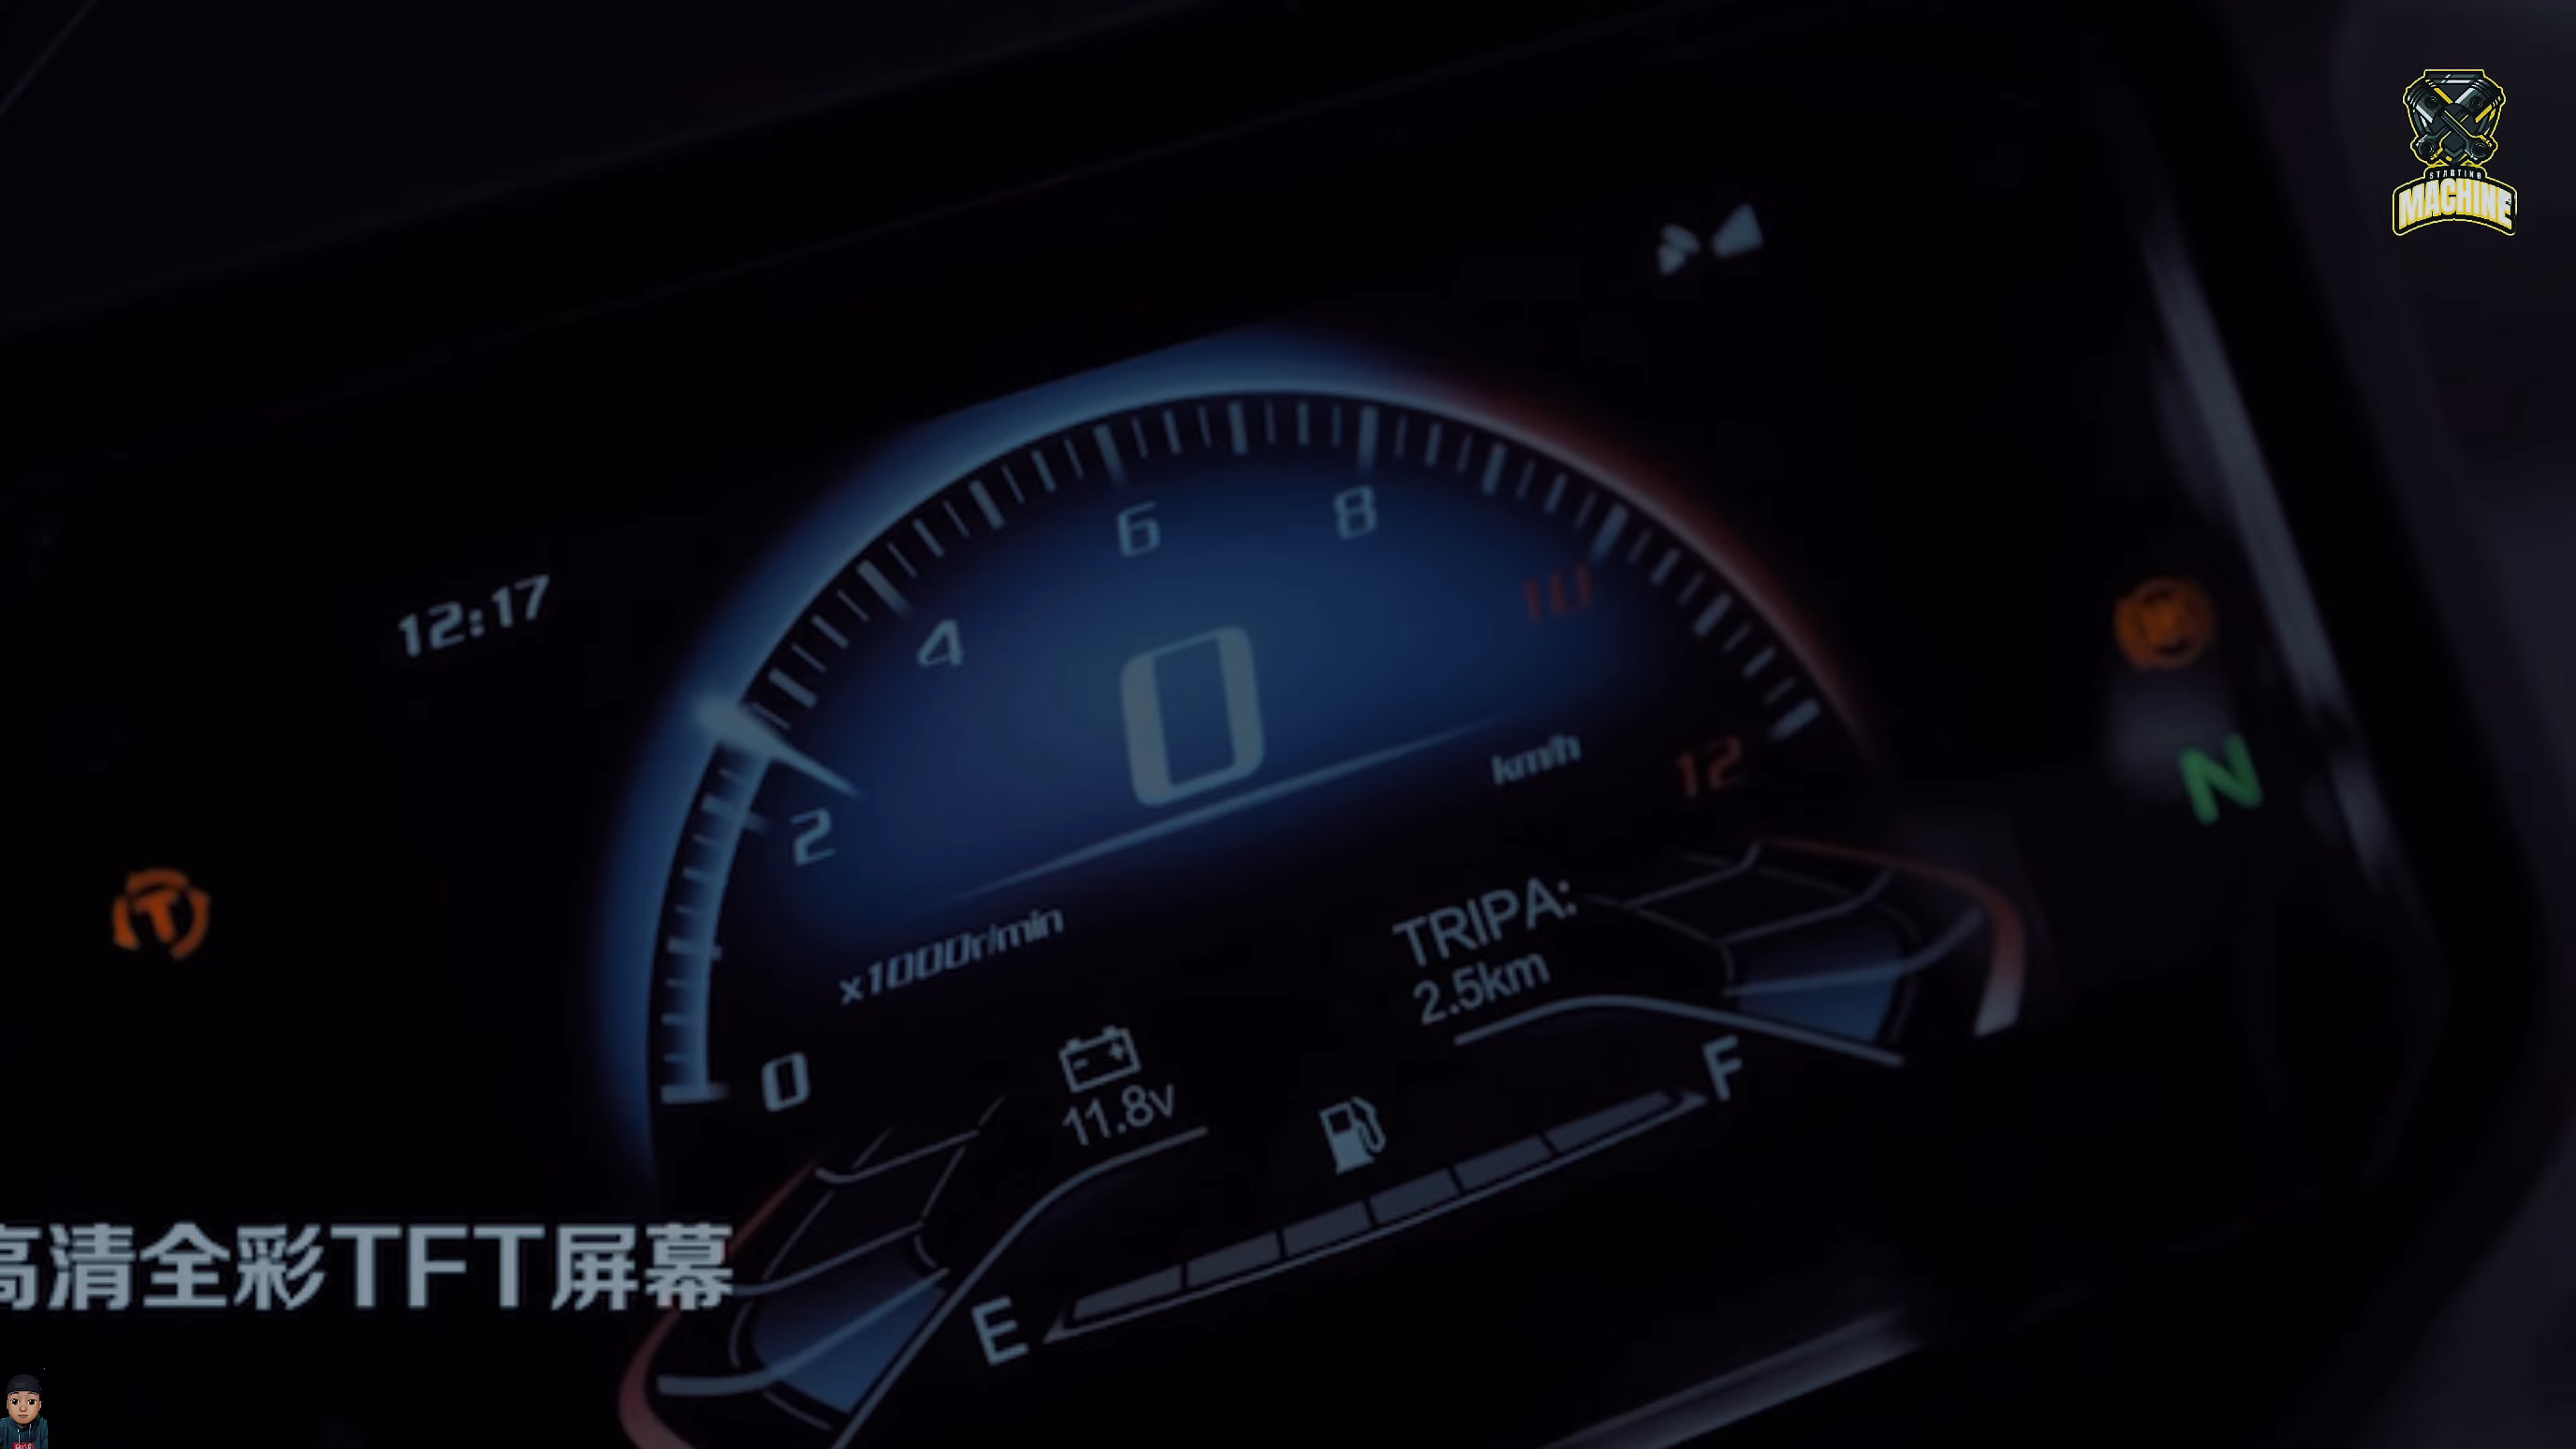 STARTING
MACHINE
12:17
6
8
4
10
0
2
km/h
12
N
T
x1000r/min
TRIPA:
2.5km
0
11.8v
F
E
高清全彩TFT屏幕